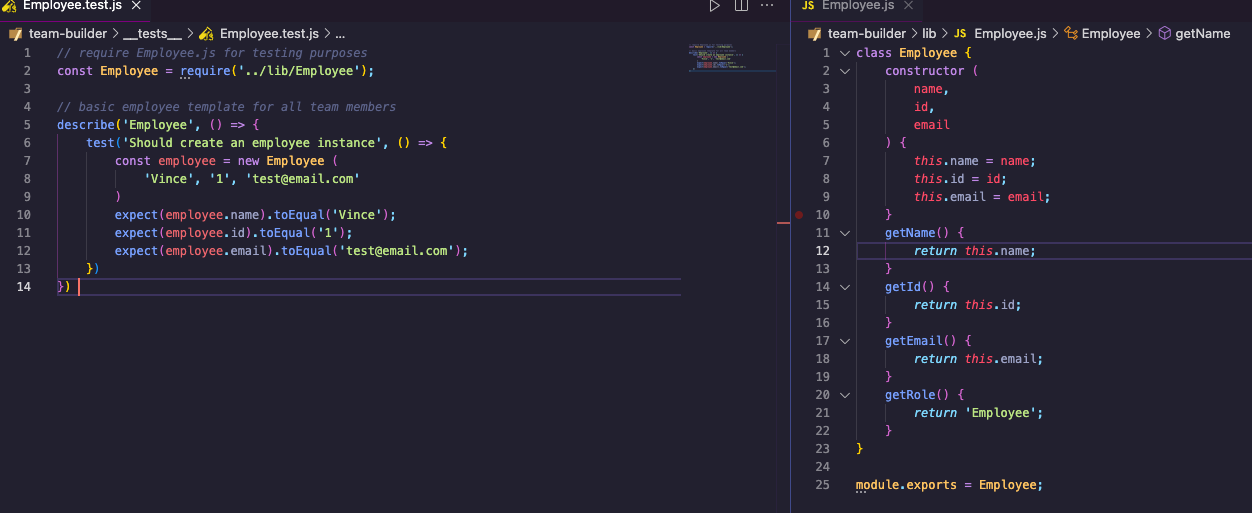 Employee.test.js ×
team-builder > __tests__ > Employee.test.js > ...
1 // require Employee.js for testing purposes
2 const Employee = require('../lib/Employee');
3
4 // basic employee template for all team members
5 describe('Employee', () => {
6     test('Should create an employee instance', () => {
7         const employee = new Employee (
8             'Vince', '1', 'test@email.com'
9         )
10         expect(employee.name).toEqual('Vince');
11         expect(employee.id).toEqual('1');
12         expect(employee.email).toEqual('test@email.com');
13     })
14 })
JS Employee.js ×
team-builder > lib > JS Employee.js > Employee > getName
1 class Employee {
2     constructor (
3         name,
4         id,
5         email
6     ) {
7         this.name = name;
8         this.id = id;
9         this.email = email;
10     }
11     getName() {
12         return this.name;
13     }
14     getId() {
15         return this.id;
16     }
17     getEmail() {
18         return this.email;
19     }
20     getRole() {
21         return 'Employee';
22     }
23 }
24
25 module.exports = Employee;